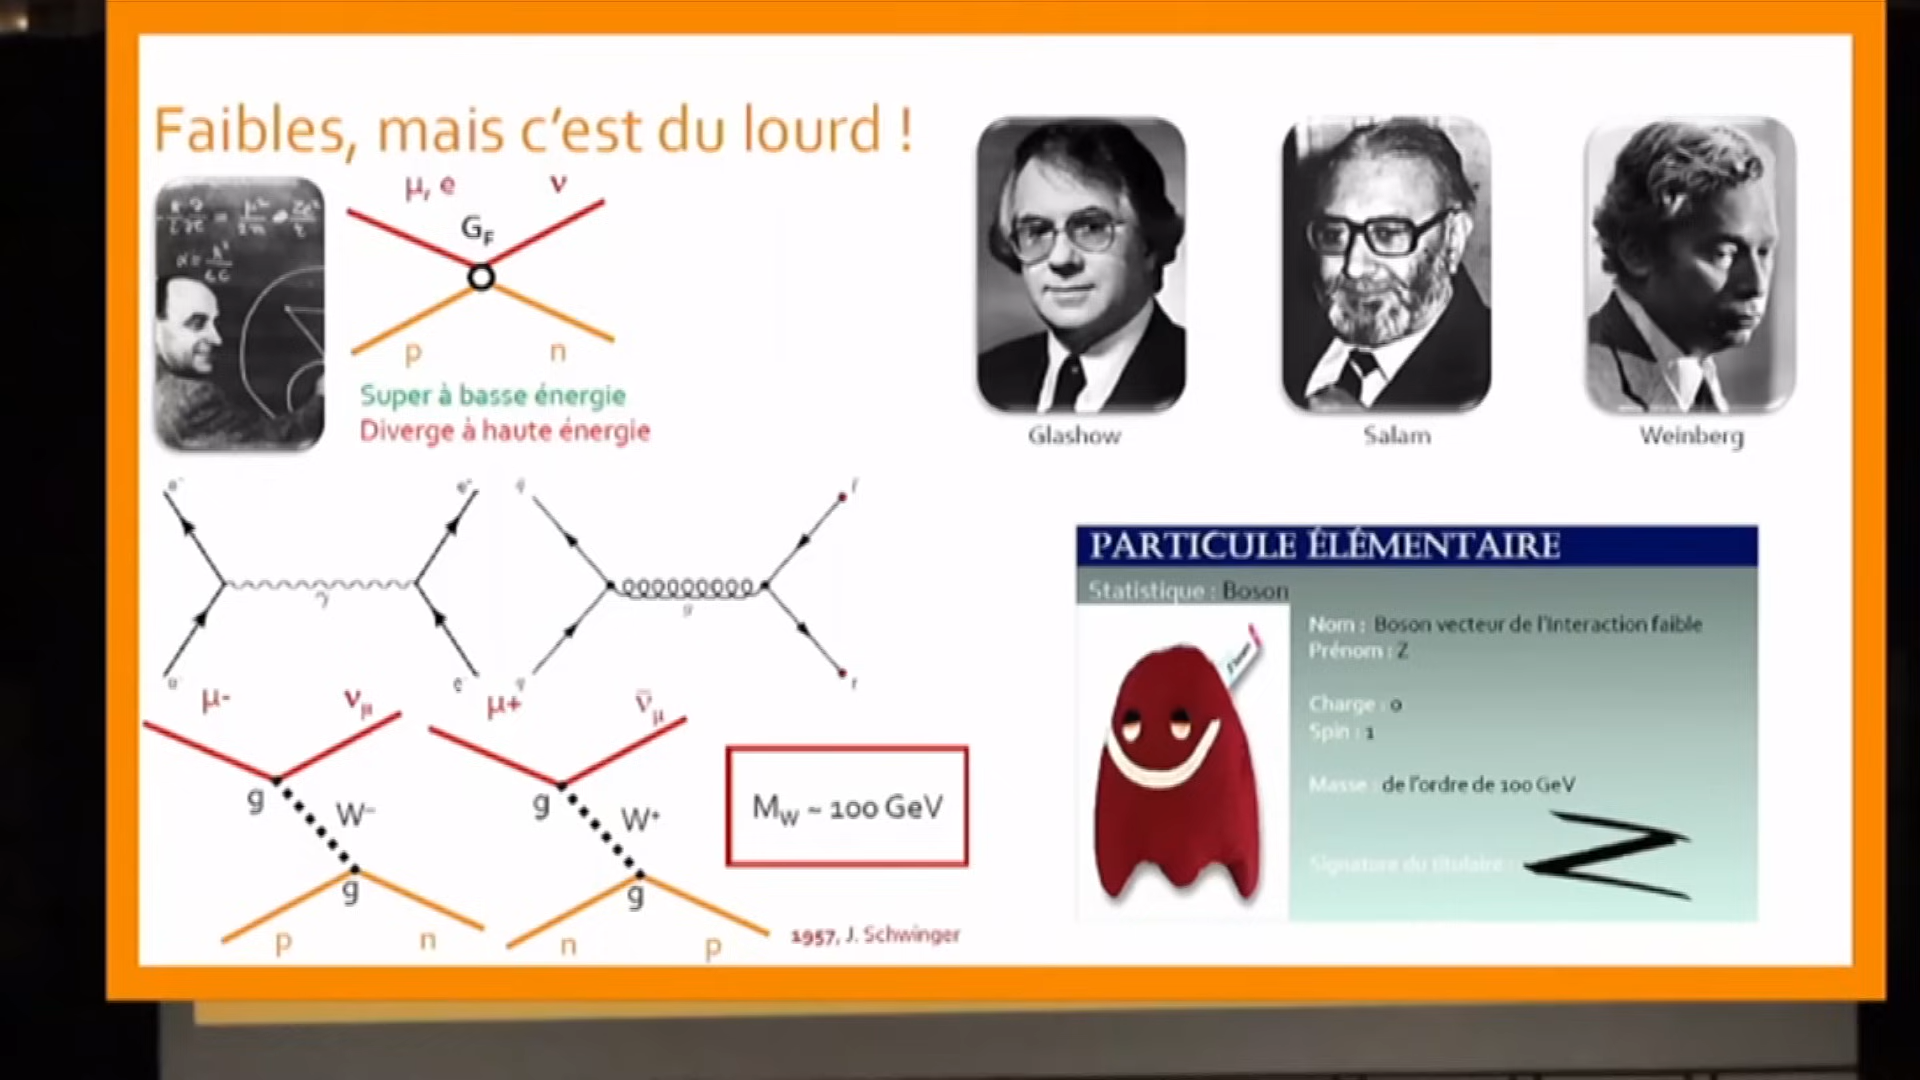 Faibles, mais c'est du lourd !
μ, e
ν
G_F
p
n
Super à basse énergie
Diverge à haute énergie
Glashow
Salam
Weinberg
γ
g
μ-
ν_μ
μ+
ν̄_μ
g
W⁻
g
p
n
g
W⁺
g
n
p
M_W ~ 100 GeV
1957, J. Schwinger
PARTICULE ÉLÉMENTAIRE
Statistique : Boson
Nom : Boson vecteur de l'Interaction faible
Prénom : Z
Charge : 0
Spin : 1
Masse : de l'ordre de 100 GeV
Signature du titulaire :
Z